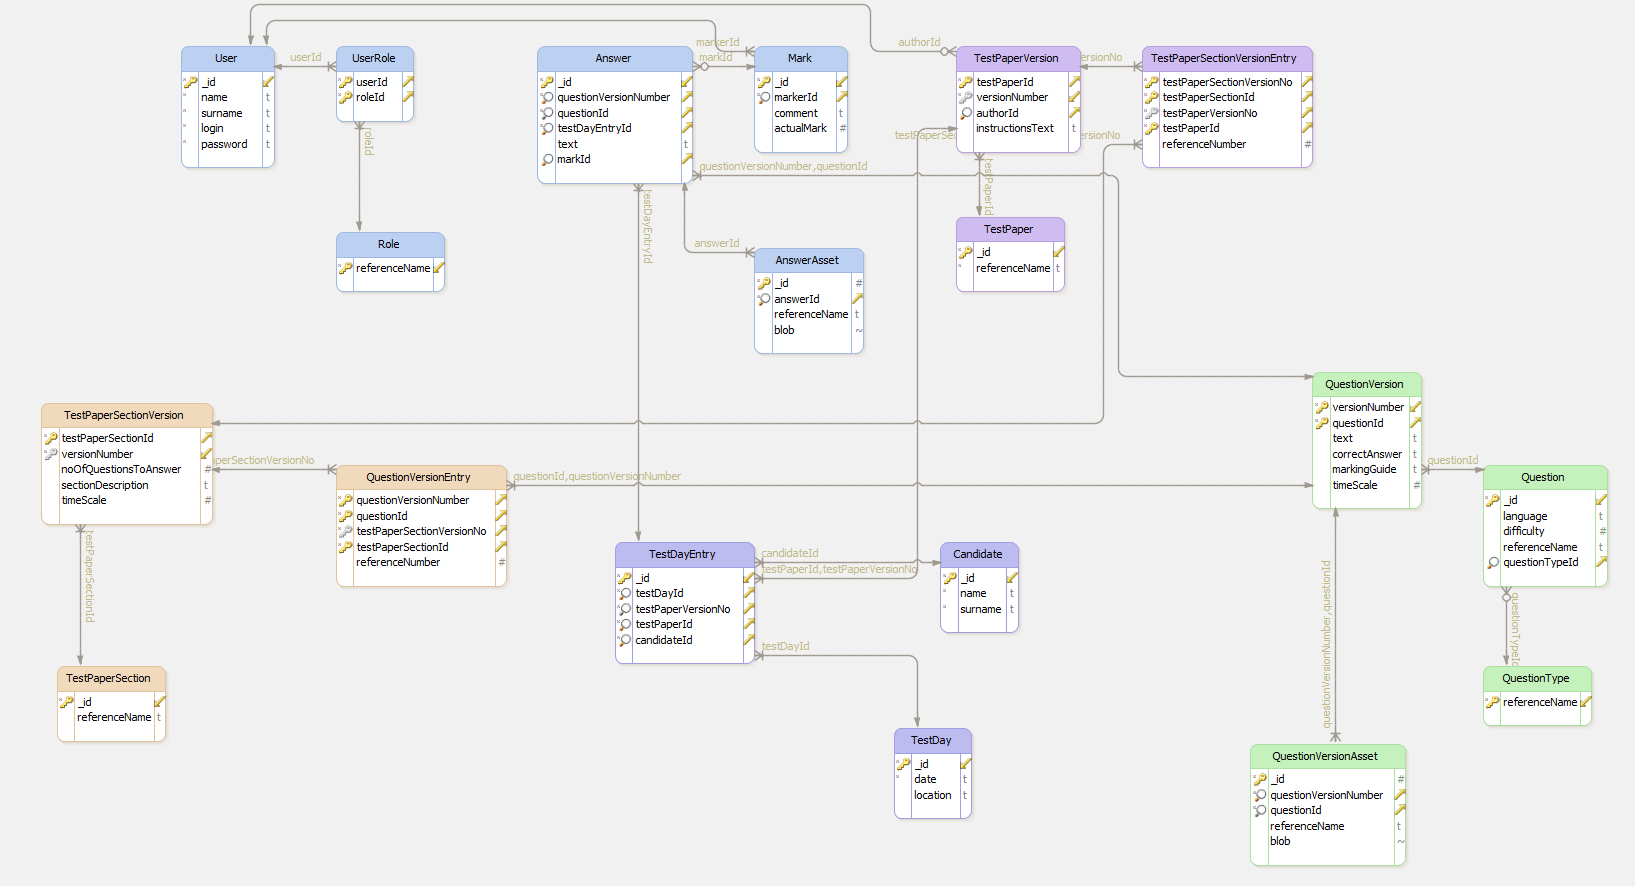 User
_id
name t
surname t
login t
password t
userId
UserRole
userId
roleId
roleId
Role
referenceName
Answer
_id
questionVersionNumber
questionId
testDayEntryId
text t
markId
markerId
markId
Mark
_id
markerId
comment t
actualMark #
authorId
TestPaperVersion
testPaperId
versionNumber
authorId
instructionsText t
ersionNo
TestPaperSectionVersionEntry
testPaperSectionVersionNo
testPaperSectionId
testPaperVersionNo
testPaperId
referenceNumber #
testPaperSec
ersionNo
questionVersionNumber,questionId
testPaperId
TestPaper
_id
referenceName t
testDayEntryId
answerId
AnswerAsset
_id #
answerId
referenceName t
blob ~
QuestionVersion
versionNumber
questionId
text t
correctAnswer t
markingGuide t
timeScale #
questionId
Question
_id
language t
difficulty #
referenceName t
questionTypeId
questionTypeId
QuestionType
referenceName
TestPaperSectionVersion
testPaperSectionId
versionNumber
noOfQuestionsToAnswer #
sectionDescription t
timeScale #
perSectionVersionNo
QuestionVersionEntry
questionVersionNumber
questionId
testPaperSectionVersionNo
testPaperSectionId
referenceNumber #
questionId,questionVersionNumber
testPaperSectionId
TestPaperSection
_id
referenceName t
TestDayEntry
_id
testDayId
testPaperVersionNo
testPaperId
candidateId
candidateId
testPaperId,testPaperVersionNo
Candidate
_id
name t
surname t
testDayId
TestDay
_id
date t
location t
questionVersionNumber,questionId
QuestionVersionAsset
_id #
questionVersionNumber
questionId
referenceName t
blob ~